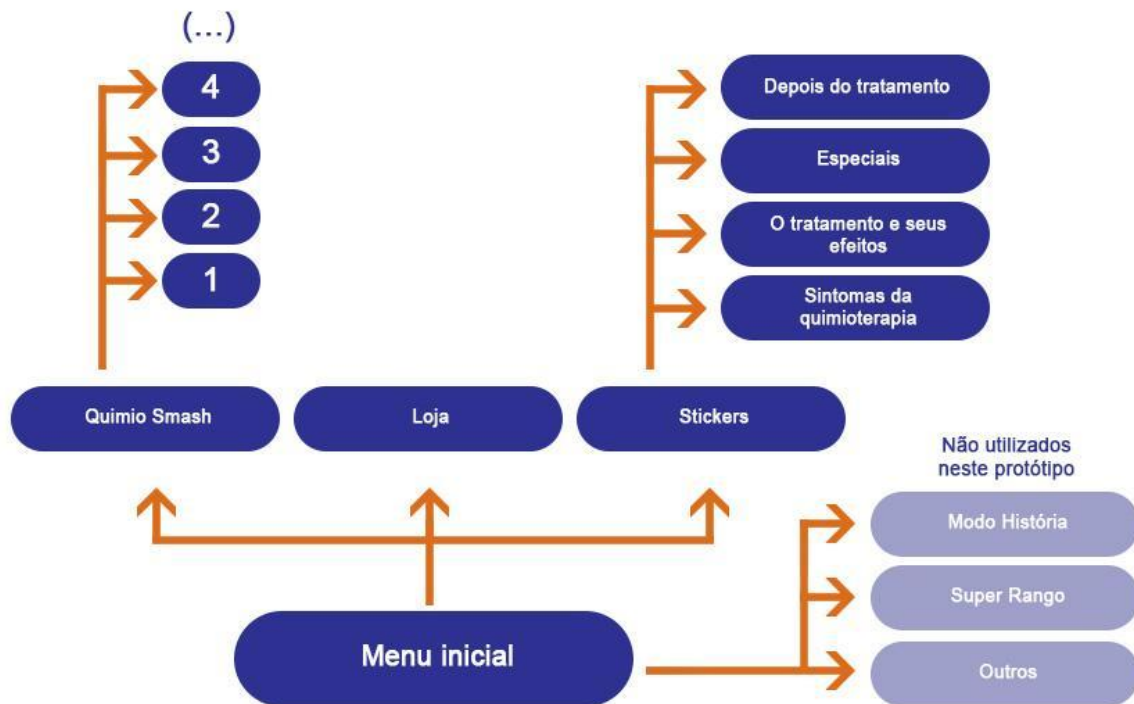 (...)
4
3
2
1
Depois do tratamento
Especiais
O tratamento e seus
efeitos
Sintomas da
quimioterapia
Quimio Smash
Loja
Stickers
Não utilizados
neste protótipo
Modo História
Super Rango
Outros
Menu inicial